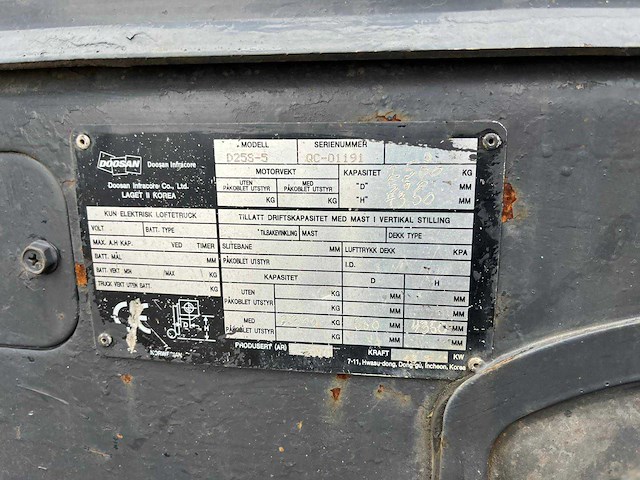 DOOSAN Doosan Infracore
Doosan Infracore Co., Ltd.
LAGET II KOREA
MODELL SERIENUMMER
D25S-5 QC-01191
MOTORVEKT KAPASITET KG
UTEN PÅKOBLET UTSTYR KG MED PÅKOBLET UTSTYR KG
"D" MM
"H" MM
KUN ELEKTRISK LOFTETRUCK
VOLT BATT. TYPE
MAX. A.H KAP. VED TIMER
BATT. MÅL MM
BATT. VEKT MIN /MAX KG
TRUCK VEKT UTEN BATT. KG
TILLATT DRIFTSKAPASITET MED MAST I VERTIKAL STILLING
TILBAKEVINKLING MAST DEKK TYPE
SLITEBANE MM LUFTTRYKK DEKK KPA
PÅKOBLET UTSTYR I.D.
KAPASITET D H
UTEN PÅKOBLET UTSTYR
KG MM MM
KG MM MM
MED PÅKOBLET UTSTYR
KG MM MM
KG MM MM
PRODUSERT (ÅR) KRAFT KW
7-11, Hwasu-dong, Dong-gu, Incheon, Korea
CE